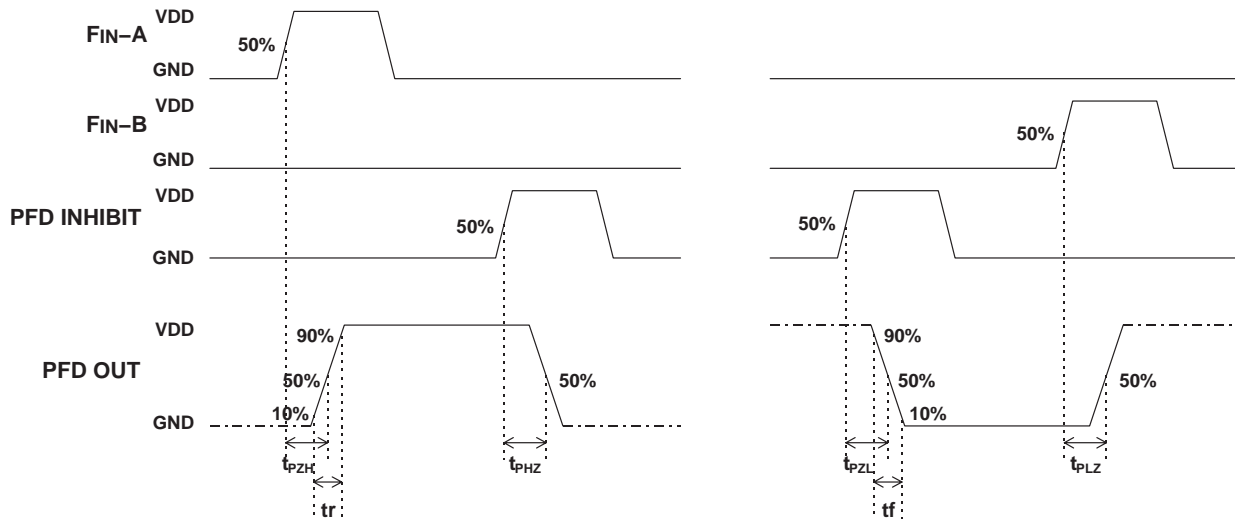 FIN–A
VDD
50%
GND
FIN–B
VDD
50%
GND
PFD INHIBIT
VDD
50%
50%
GND
PFD OUT
VDD
90%
90%
50%
50%
50%
50%
10%
10%
GND
tPZH
tPHZ
tPZL
tPLZ
tr
tf